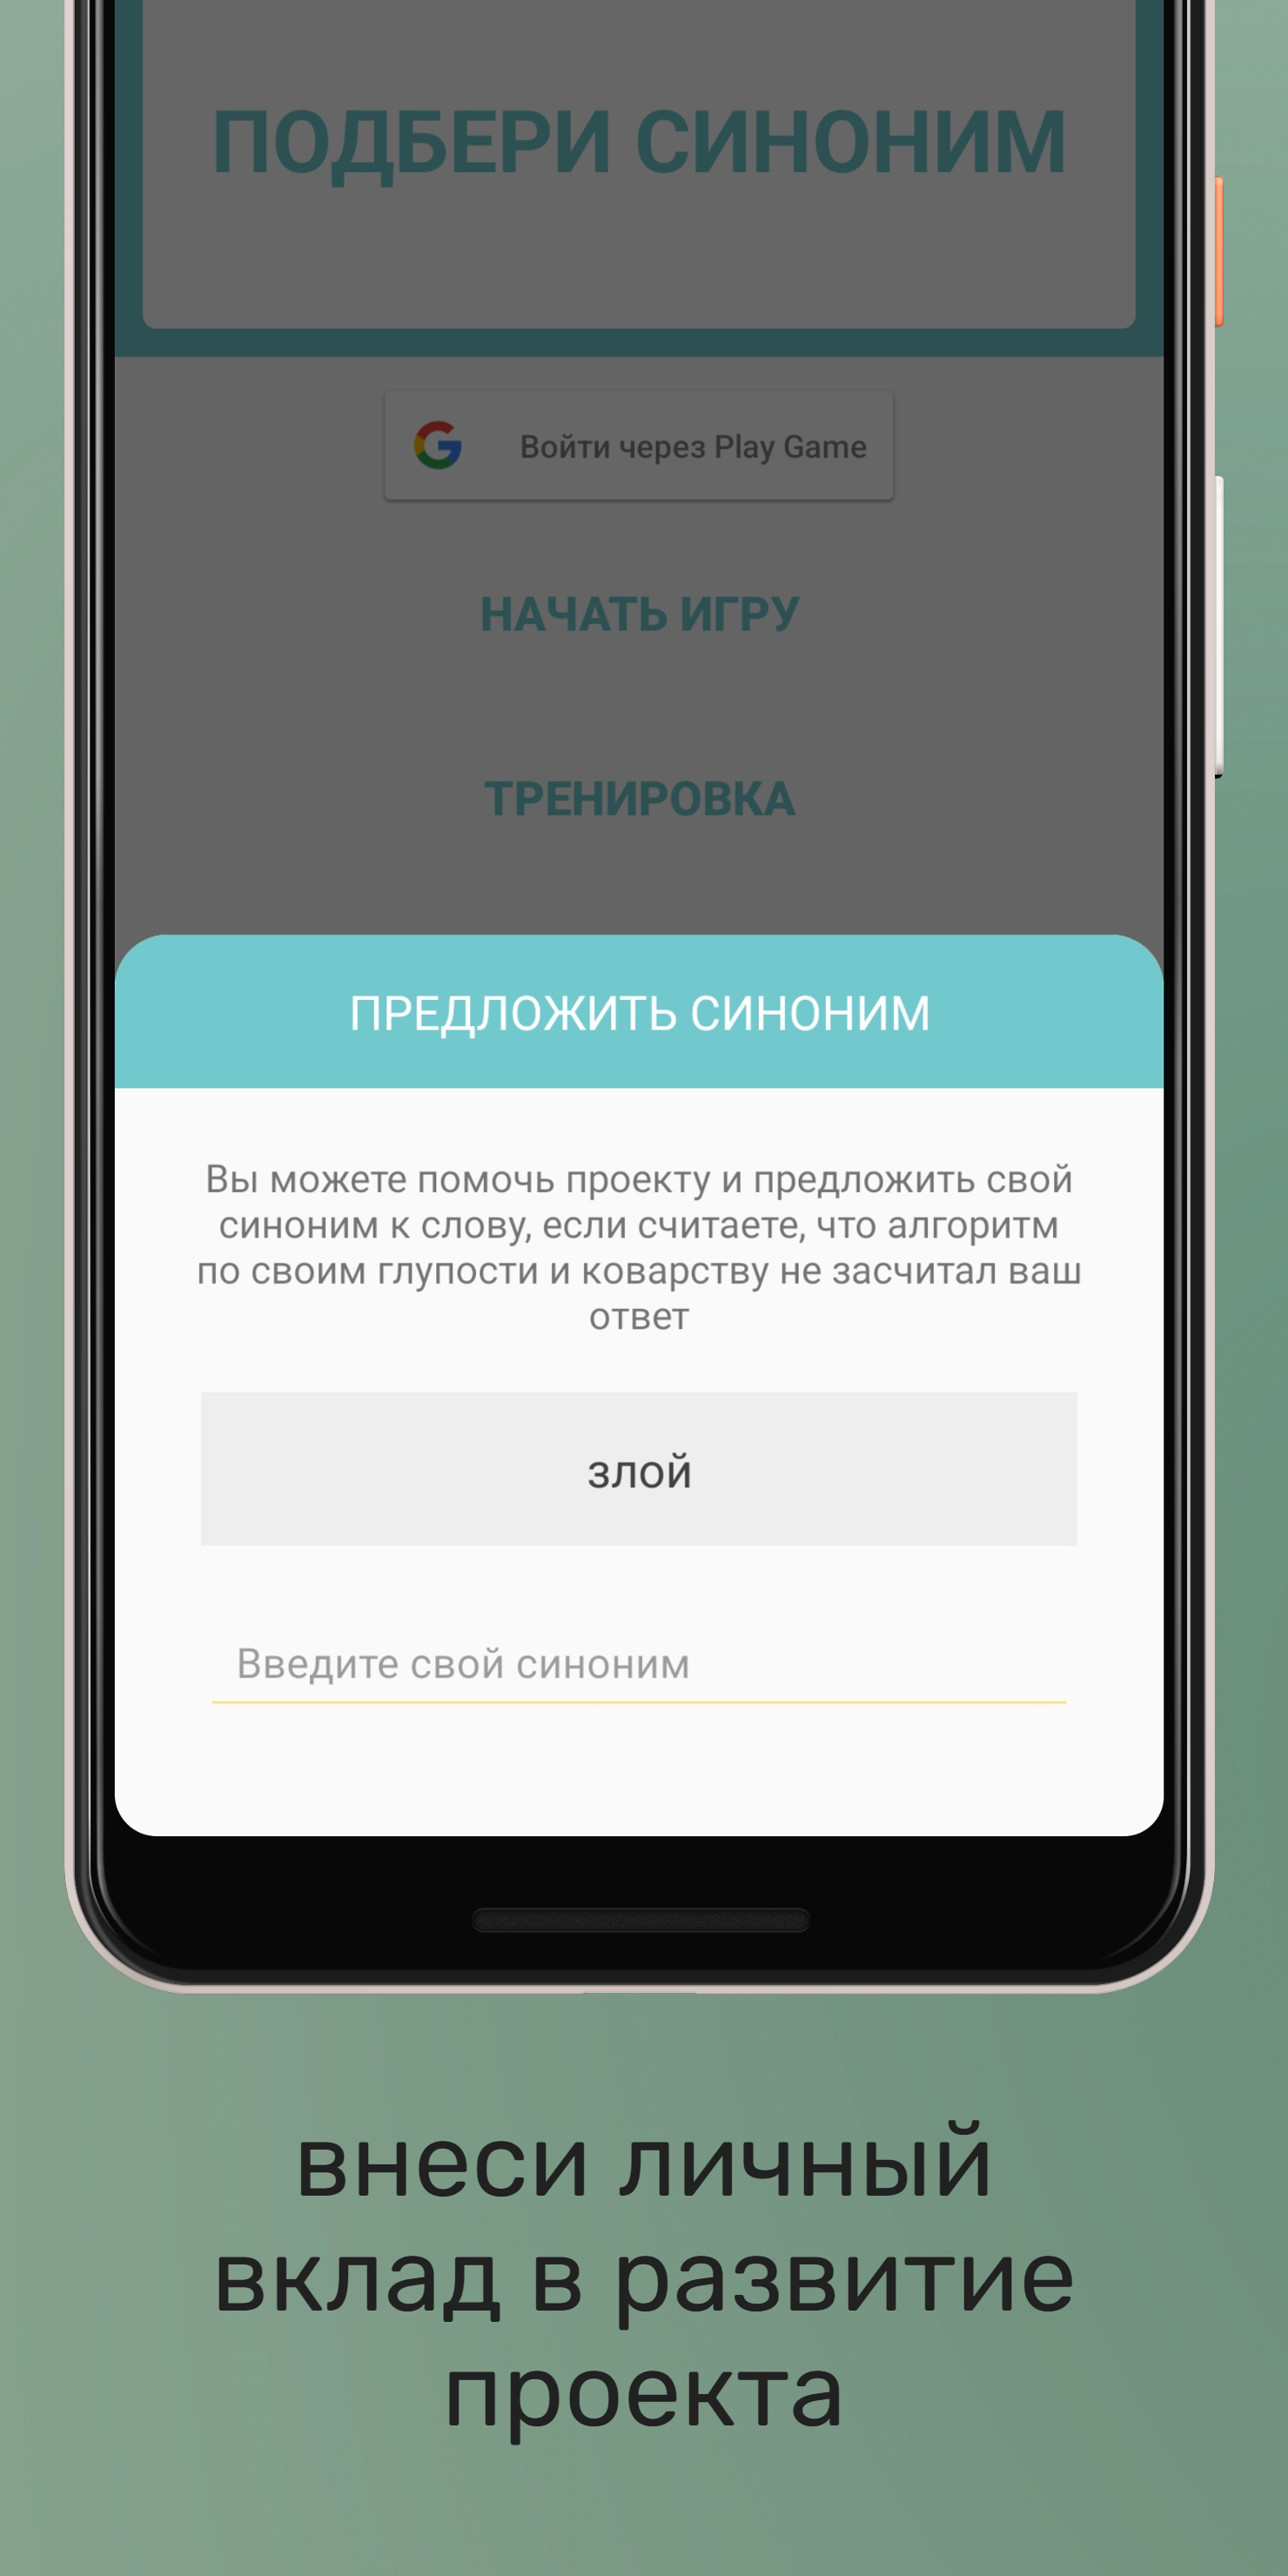 ПОДБЕРИ СИНОНИМ
Войти через Play Game
НАЧАТЬ ИГРУ
ТРЕНИРОВКА
ПРЕДЛОЖИТЬ СИНОНИМ
Вы можете помочь проекту и предложить свой
синоним к слову, если считаете, что алгоритм
по своим глупости и коварству не засчитал ваш
ответ
злой
Введите свой синоним
внеси личный
вклад в развитие
проекта